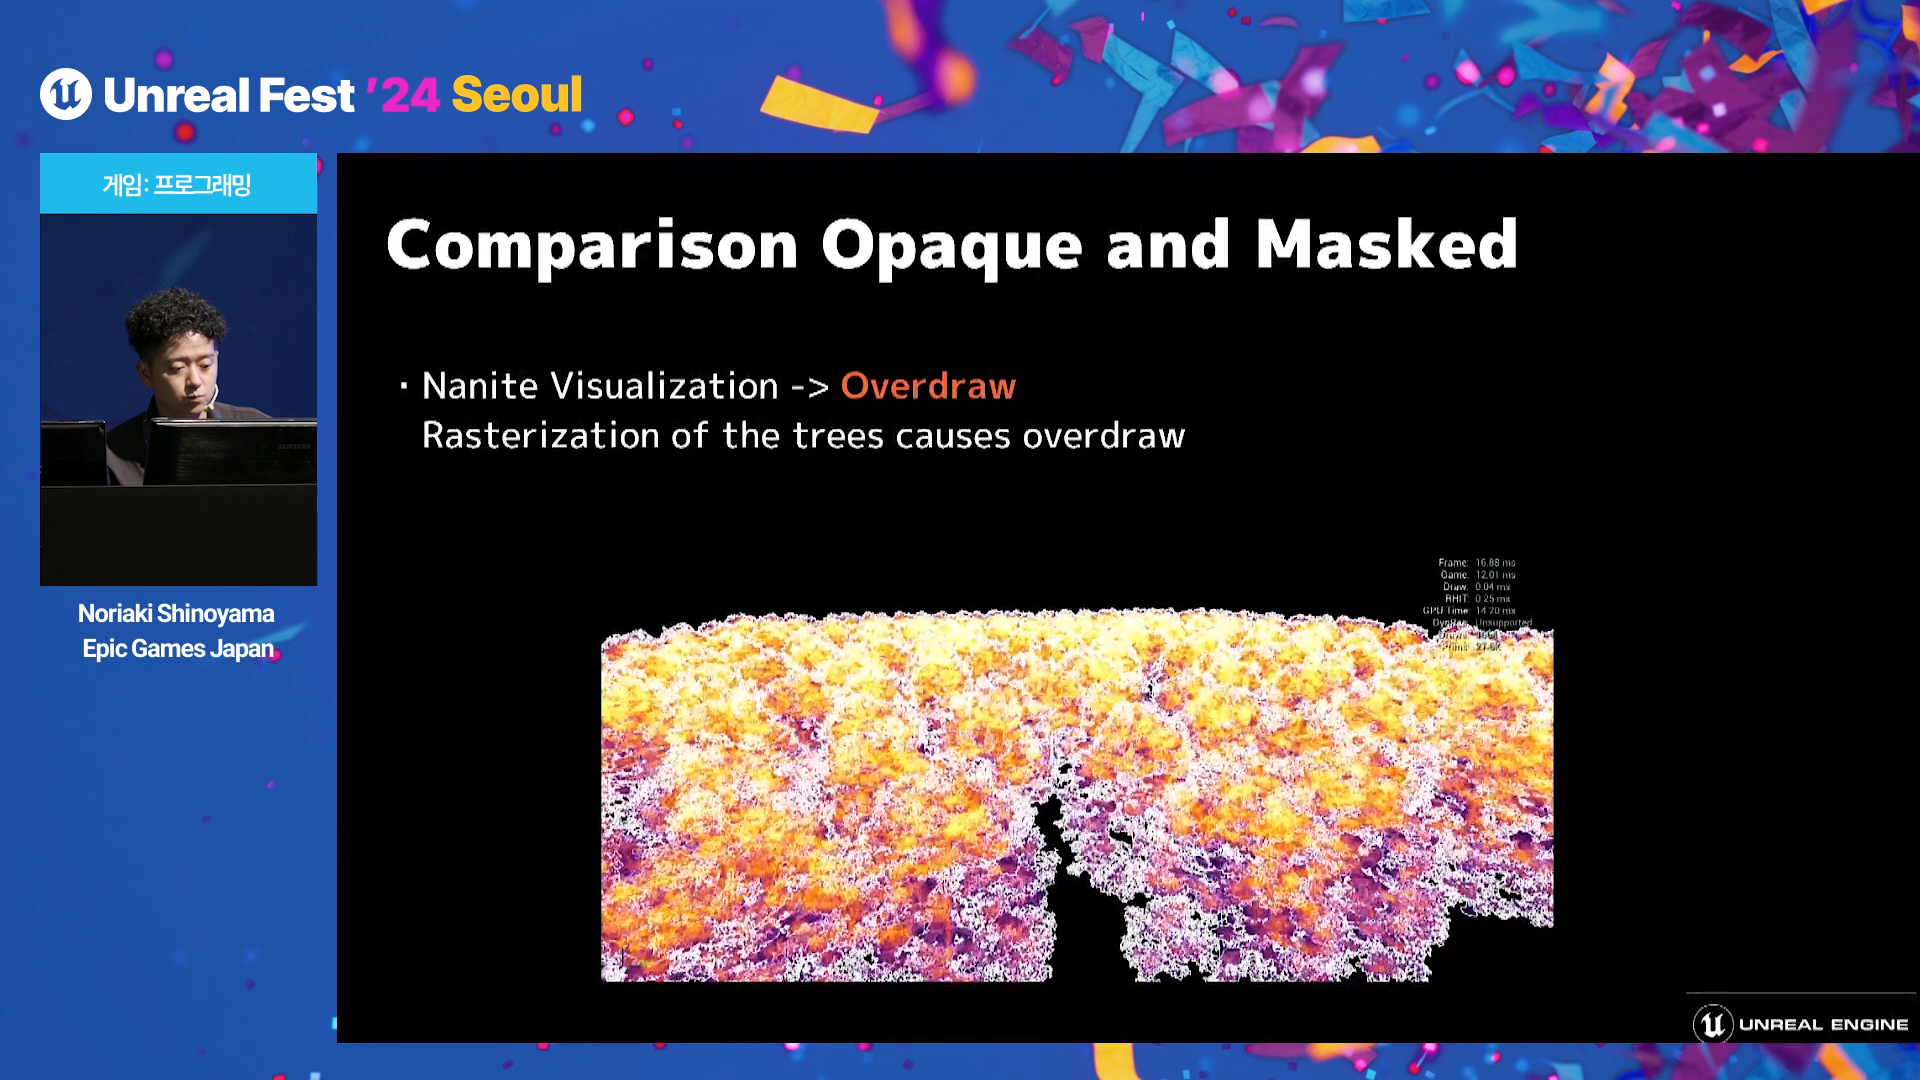 Unreal Fest '24 Seoul
게임: 프로그래밍
SAMSUNG
Noriaki Shinoyama
Epic Games Japan
Comparison Opaque and Masked
・Nanite Visualization -> Overdraw
Rasterization of the trees causes overdraw
Frame: 16.88 ms
Game: 12.01 ms
Draw: 0.04 ms
RHIT: 0.25 ms
GPU Time: 14.20 ms
DynRes: Unsupported
UNREAL ENGINE